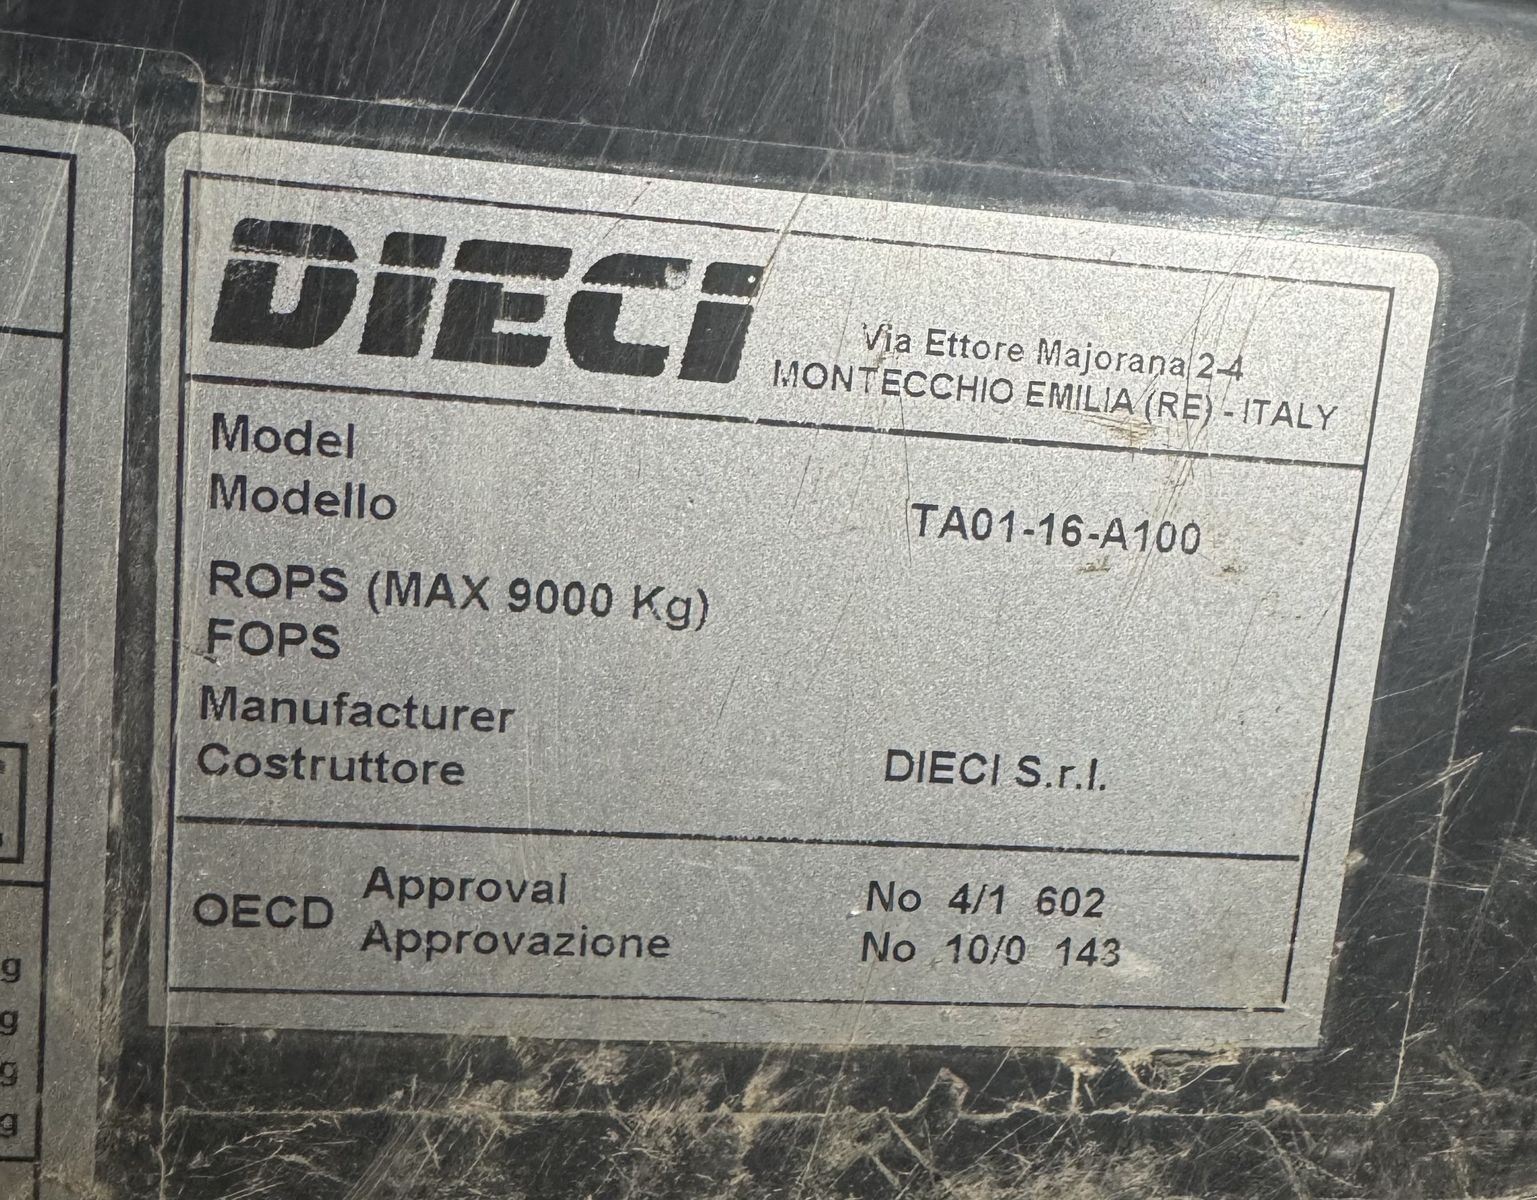 DIECI
Via Ettore Majorana 2-4
MONTECCHIO EMILIA (RE) - ITALY
Model
Modello
TA01-16-A100
ROPS (MAX 9000 Kg)
FOPS
Manufacturer
Costruttore
DIECI S.r.l.
OECD
Approval No 4/1 602
Approvazione No 10/0 143
g
g
g
g